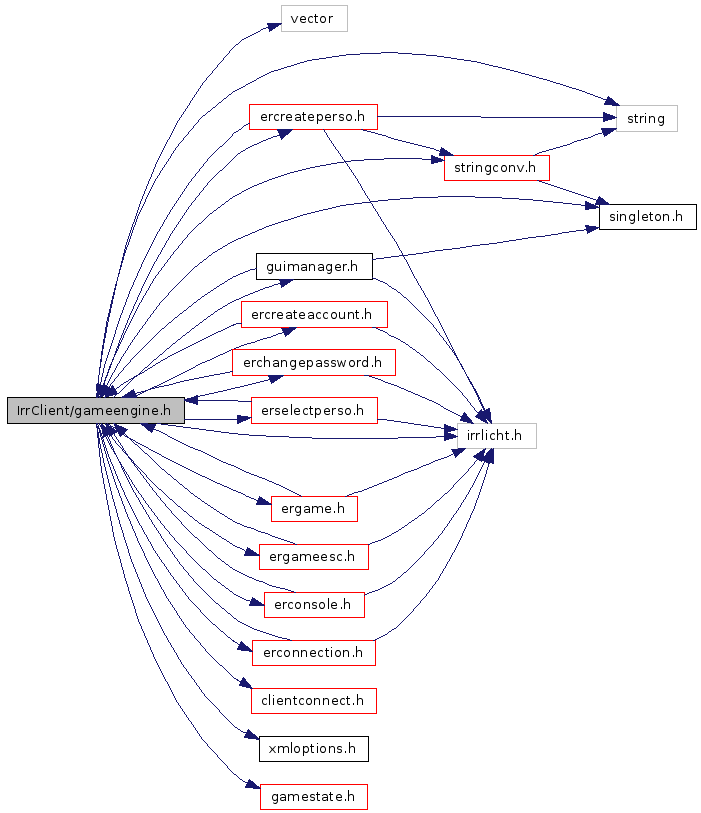 vector
ercreateperso.h
string
stringconv.h
singleton.h
guimanager.h
ercreateaccount.h
erchangepassword.h
IrrClient/gameengine.h
erselectperso.h
irrlicht.h
ergame.h
ergameesc.h
erconsole.h
erconnection.h
clientconnect.h
xmloptions.h
gamestate.h